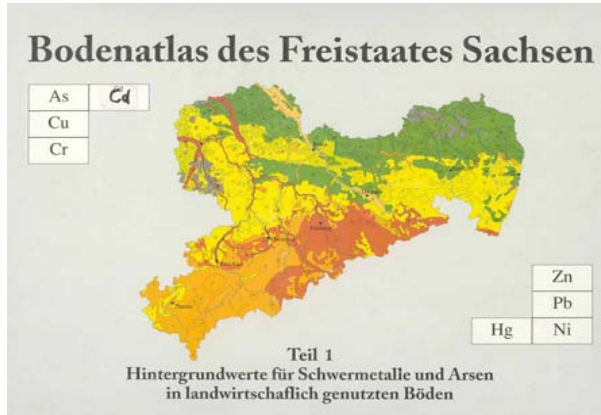 Bodenatlas des Freistaates Sachsen
As Cd
Cu
Cr
Zn
Pb
Hg Ni
Teil 1
Hintergrundwerte für Schwermetalle und Arsen
in landwirtschaflich genutzten Böden